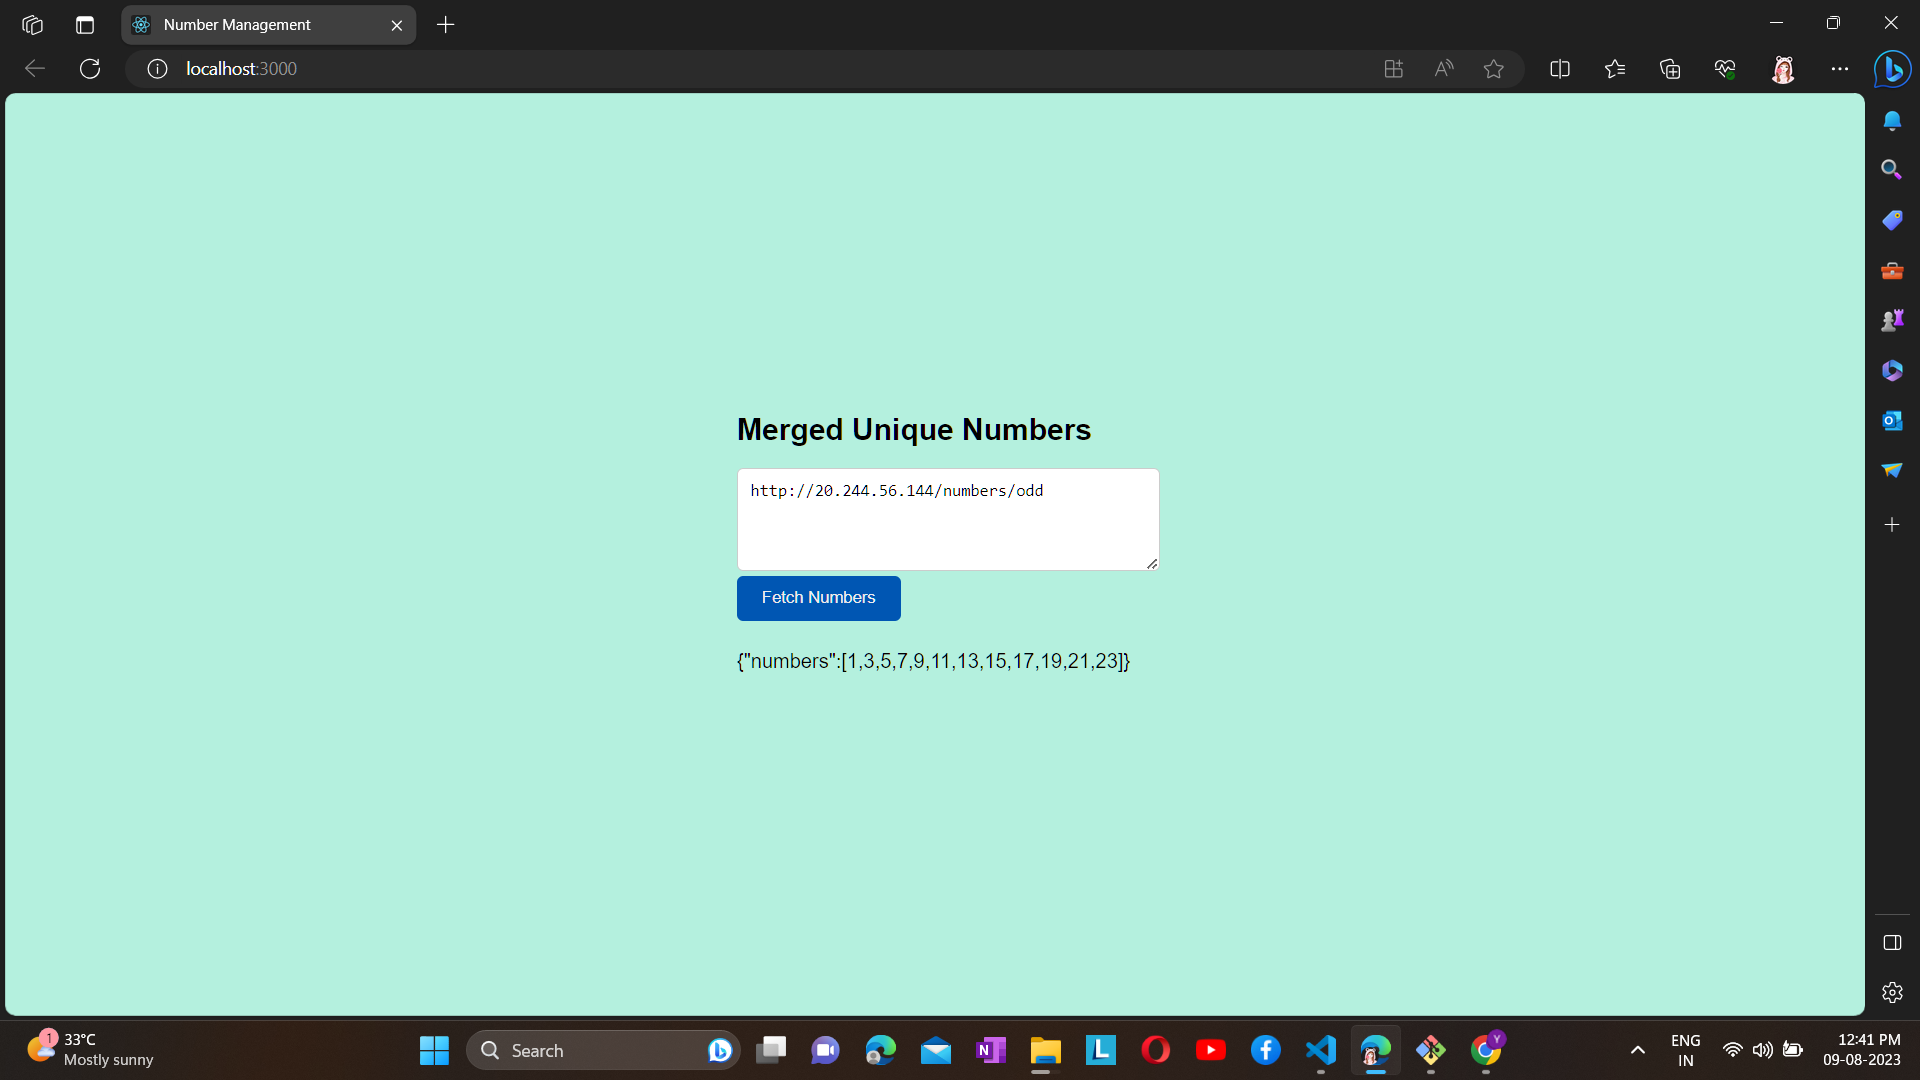 Number Management
localhost:3000
Merged Unique Numbers
http://20.244.56.144/numbers/odd
Fetch Numbers
{"numbers":[1,3,5,7,9,11,13,15,17,19,21,23]}
1
33°C
Mostly sunny
Search
N
L
Y
ENG
IN
12:41 PM
09-08-2023